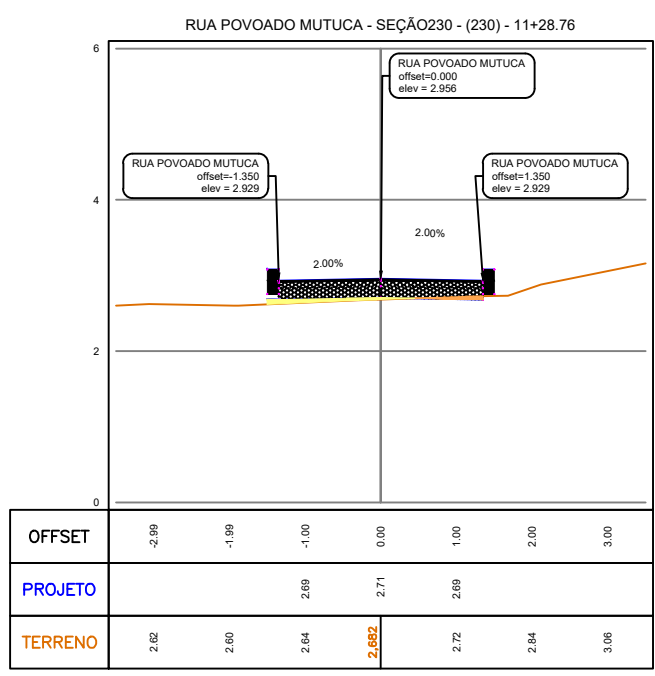 RUA POVOADO MUTUCA - SEÇÃO230 - (230) - 11+28.76
6
RUA POVOADO MUTUCA
offset=0.000
elev = 2.956
RUA POVOADO MUTUCA
offset=-1.350
elev = 2.929
RUA POVOADO MUTUCA
offset=1.350
elev = 2.929
4
2.00%
2.00%
2
0
OFFSET -2.99 -1.99 -1.00 0.00 1.00 2.00 3.00
PROJETO 2.69 2.71 2.69
TERRENO 2.62 2.60 2.64 2,682 2.72 2.84 3.06